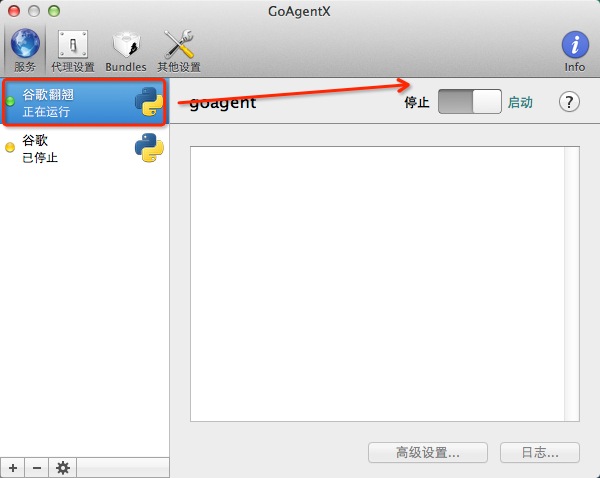 GoAgentX
服务
代理设置
Bundles
其他设置
Info
谷歌翻翘
正在运行
谷歌
已停止
goagent
停止
启动
?
高级设置...
日志...